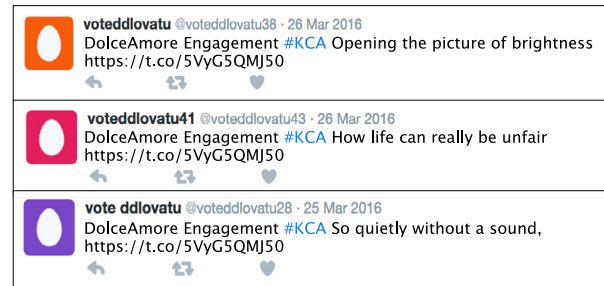 voteddlovatu @voteddlovatu38 · 26 Mar 2016
DolceAmore Engagement #KCA Opening the picture of brightness
https://t.co/5VyG5QMJ50
voteddlovatu41 @voteddlovatu43 · 26 Mar 2016
DolceAmore Engagement #KCA How life can really be unfair
https://t.co/5VyG5QMJ50
vote ddlovatu @voteddlovatu28 · 25 Mar 2016
DolceAmore Engagement #KCA So quietly without a sound,
https://t.co/5VyG5QMJ50